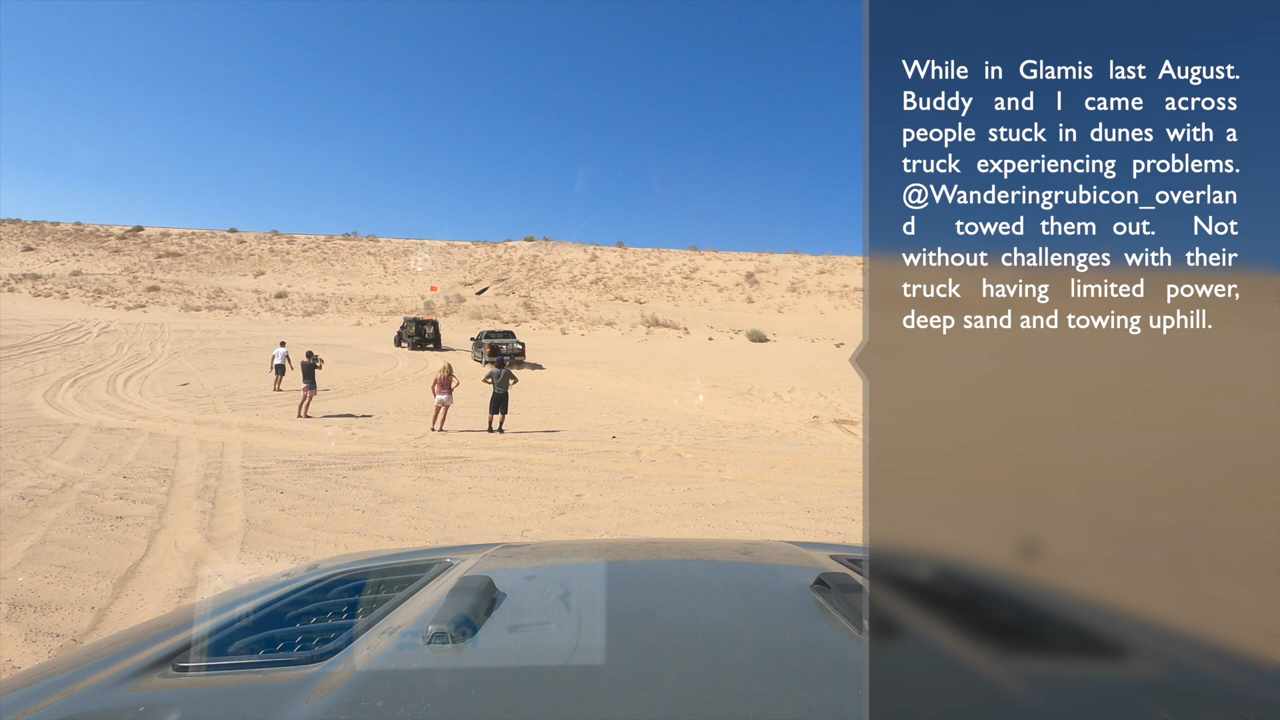 While in Glamis last August.
Buddy and I came across
people stuck in dunes with a
truck experiencing problems.
@Wanderingrubicon_overlan
d towed them out. Not
without challenges with their
truck having limited power,
deep sand and towing uphill.